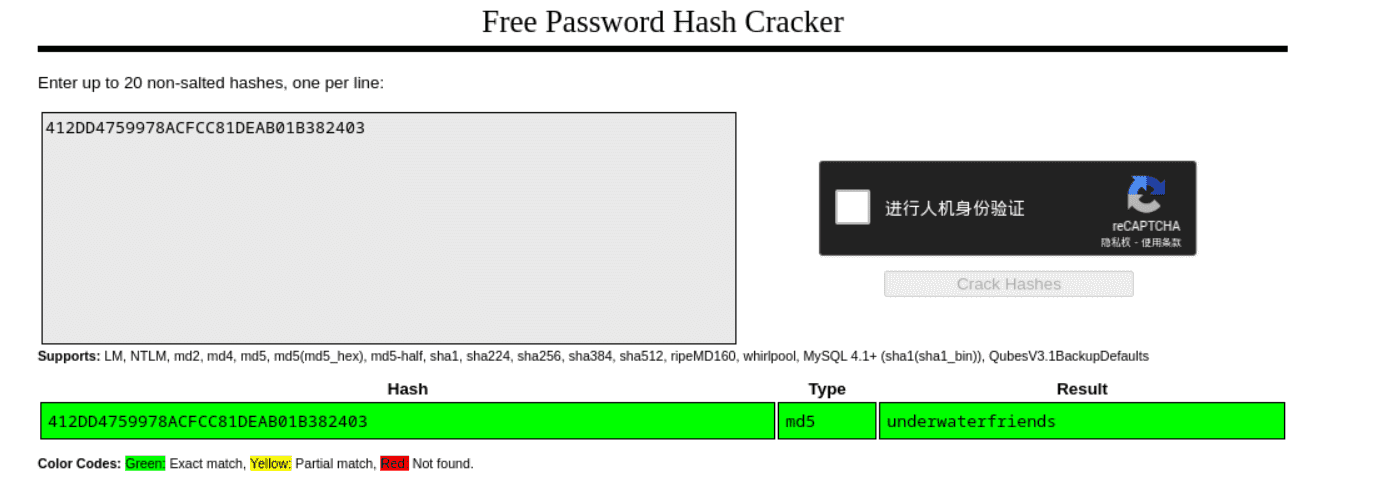 Free Password Hash Cracker
Enter up to 20 non-salted hashes, one per line:
412DD4759978ACFCC81DEAB01B382403
进行人机身份验证
reCAPTCHA
隐私权 - 使用条款
Crack Hashes
Supports: LM, NTLM, md2, md4, md5, md5(md5_hex), md5-half, sha1, sha224, sha256, sha384, sha512, ripeMD160, whirlpool, MySQL 4.1+ (sha1(sha1_bin)), QubesV3.1BackupDefaults
Hash Type Result
412DD4759978ACFCC81DEAB01B382403 md5 underwaterfriends
Color Codes: Green: Exact match, Yellow: Partial match, Red: Not found.